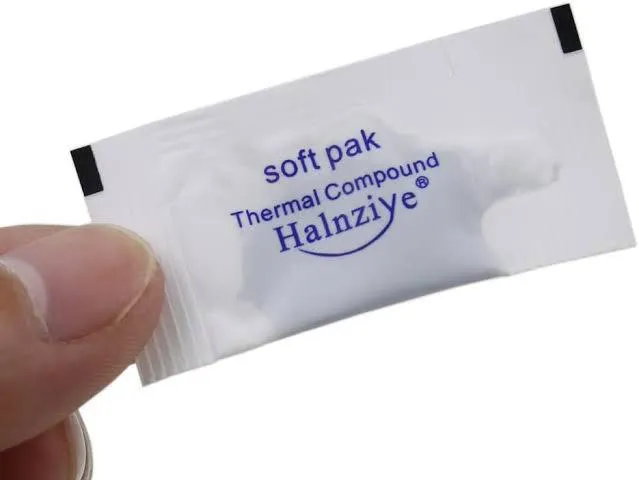 soft pak
Thermal Compound
Halnziye®